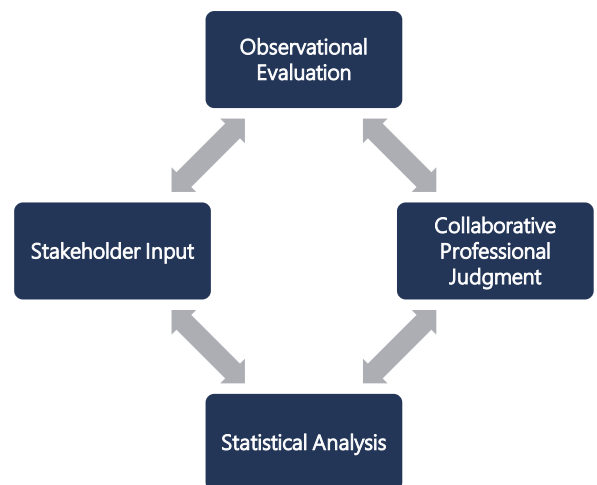 Observational
Evaluation
Stakeholder Input
Collaborative
Professional
Judgment
Statistical Analysis